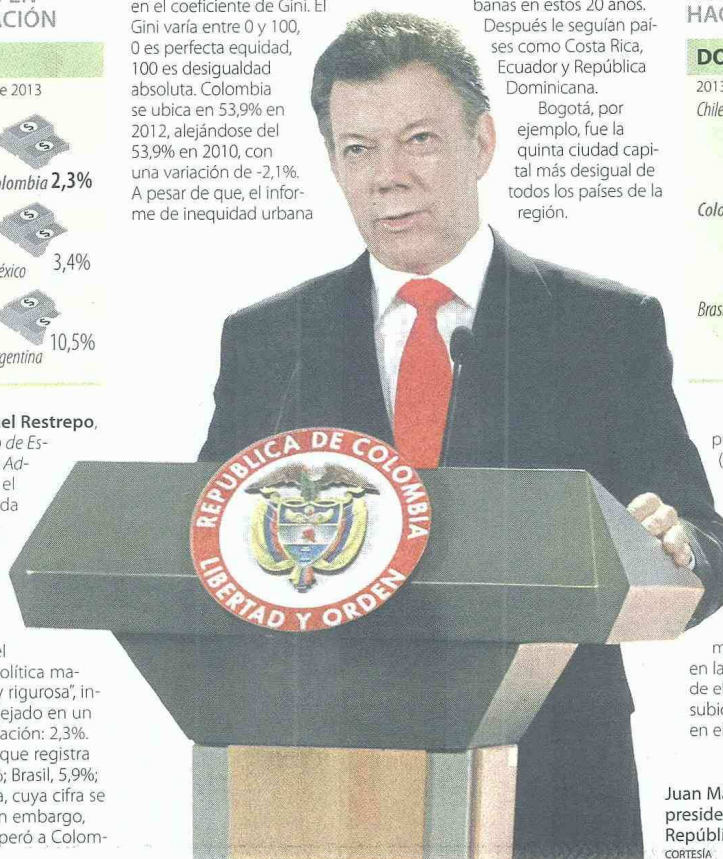 ACIÓN
e 2013
olombia 2,3%
éxico 3,4%
gentina 10,5%
el Restrepo,
o de Es-
Ad-
el
da
el
olítica ma-
y rigurosa", in-
ejado en un
ación: 2,3%.
que registra
%; Brasil, 5,9%;
a, cuya cifra se
n embargo,
peró a Colom-
en el coeficiente de Gini. El
Gini varía entre 0 y 100,
0 es perfecta equidad,
100 es desigualdad
absoluta. Colombia
se ubica en 53,9% en
2012, alejándose del
53,9% en 2010, con
una variación de -2,1%.
A pesar de que, el infor-
me de inequidad urbana
banas en estos 20 años.
Después le seguían paí-
ses como Costa Rica,
Ecuador y República
Dominicana.
Bogotá, por
ejemplo, fue la
quinta ciudad capi-
tal más desigual de
todos los países de la
región.
REPUBLICA DE COLOMBIA
LIBERTAD Y ORDEN
HAC
DO
2013
Chile
Colo
Brasi
p
(
m
en la
de el
subid
en e
Juan Ma
preside
Repúbli
CORTESÍA